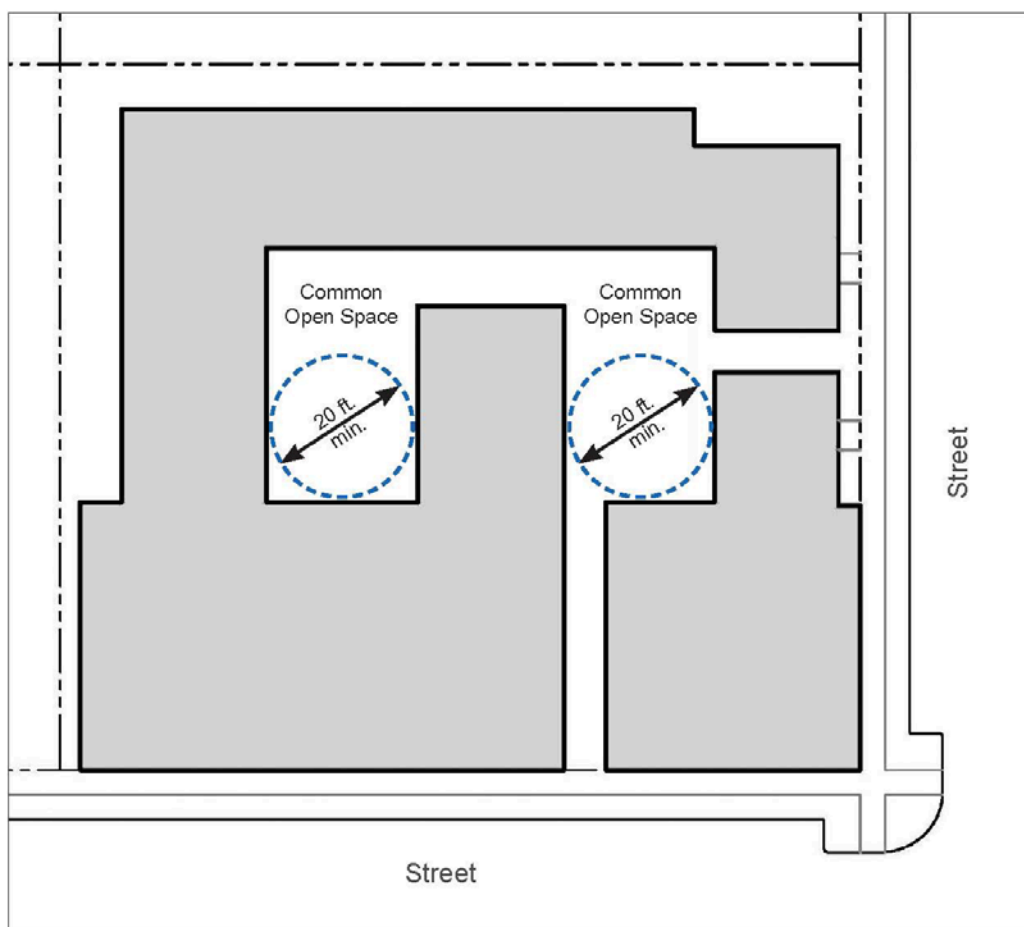 Common
Open Space
20 ft.
min.
Common
Open Space
20 ft.
min.
Street
Street